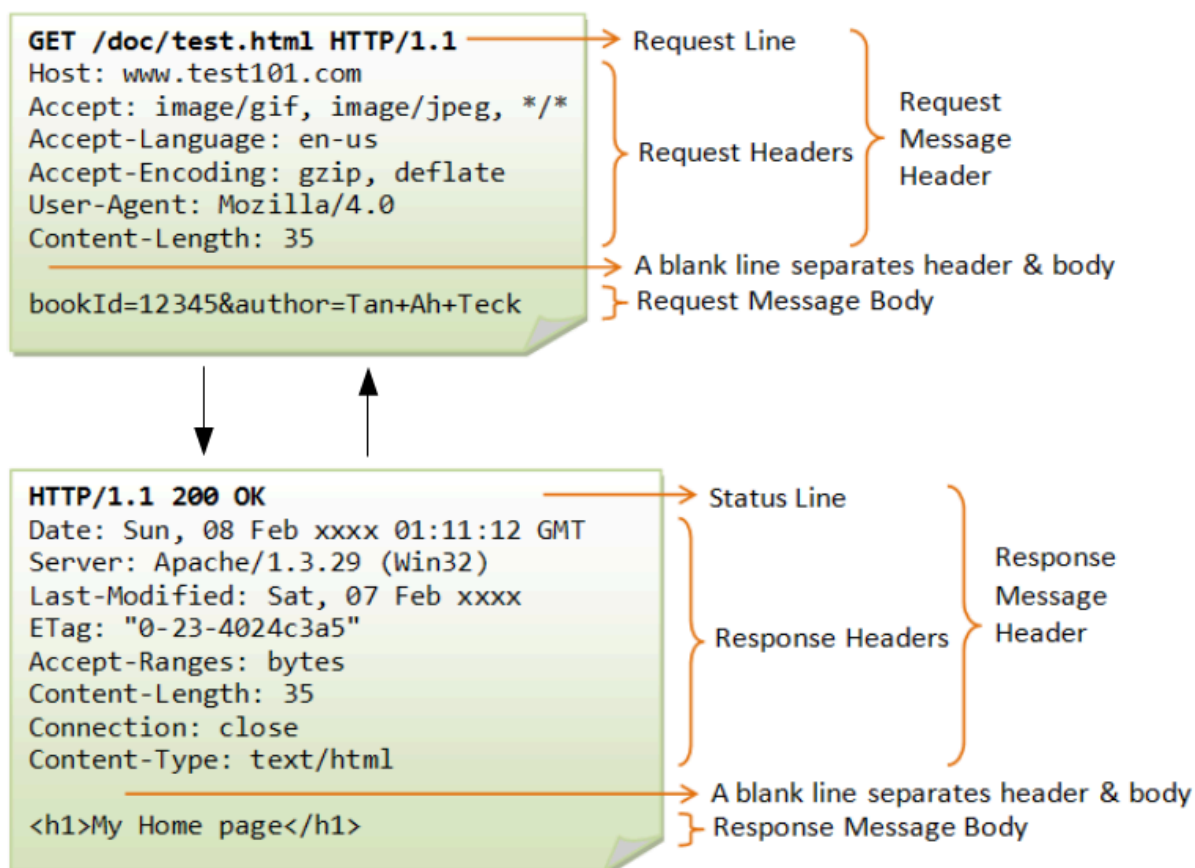 GET /doc/test.html HTTP/1.1
Host: www.test101.com
Accept: image/gif, image/jpeg, */*
Accept-Language: en-us
Accept-Encoding: gzip, deflate
User-Agent: Mozilla/4.0
Content-Length: 35
bookId=12345&author=Tan+Ah+Teck
Request Line
Request Headers
Request
Message
Header
A blank line separates header & body
Request Message Body
HTTP/1.1 200 OK
Date: Sun, 08 Feb xxxx 01:11:12 GMT
Server: Apache/1.3.29 (Win32)
Last-Modified: Sat, 07 Feb xxxx
ETag: "0-23-4024c3a5"
Accept-Ranges: bytes
Content-Length: 35
Connection: close
Content-Type: text/html
<h1>My Home page</h1>
Status Line
Response Headers
Response
Message
Header
A blank line separates header & body
Response Message Body